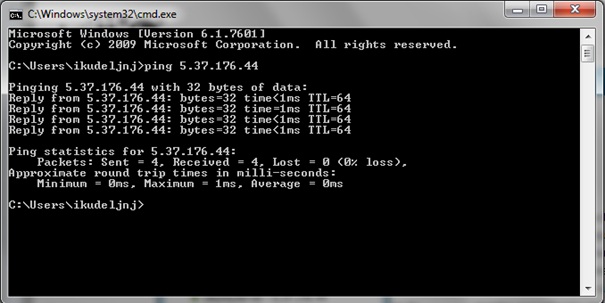 C:\Windows\system32\cmd.exe
Microsoft Windows [Version 6.1.7601]
Copyright (c) 2009 Microsoft Corporation.  All rights reserved.
C:\Users\ikudeljnj>ping 5.37.176.44
Pinging 5.37.176.44 with 32 bytes of data:
Reply from 5.37.176.44: bytes=32 time<1ms TTL=64
Reply from 5.37.176.44: bytes=32 time=1ms TTL=64
Reply from 5.37.176.44: bytes=32 time<1ms TTL=64
Reply from 5.37.176.44: bytes=32 time<1ms TTL=64
Ping statistics for 5.37.176.44:
    Packets: Sent = 4, Received = 4, Lost = 0 (0% loss),
Approximate round trip times in milli-seconds:
    Minimum = 0ms, Maximum = 1ms, Average = 0ms
C:\Users\ikudeljnj>